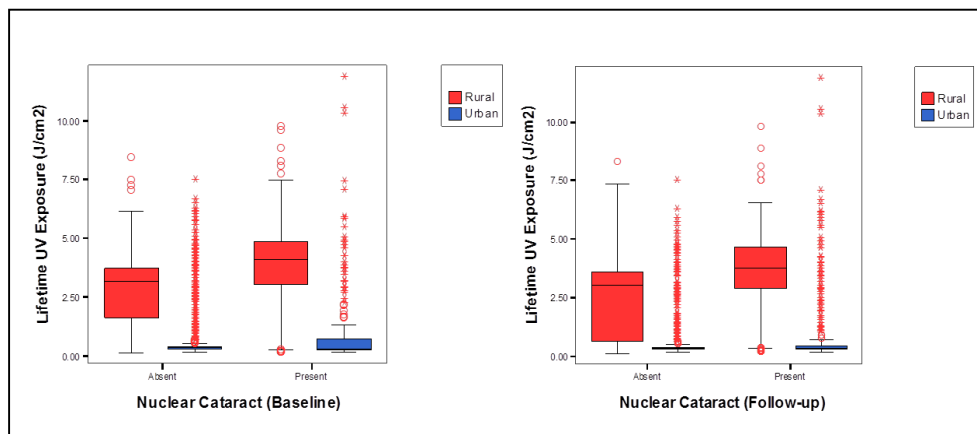 Rural
Urban
10.00
7.50
5.00
2.50
0.00
Lifetime UV Exposure (J/cm2)
Absent
Present
Nuclear Cataract (Baseline)
Rural
Urban
10.00
7.50
5.00
2.50
0.00
Lifetime UV Exposure (J/cm2)
Absent
Present
Nuclear Cataract (Follow-up)